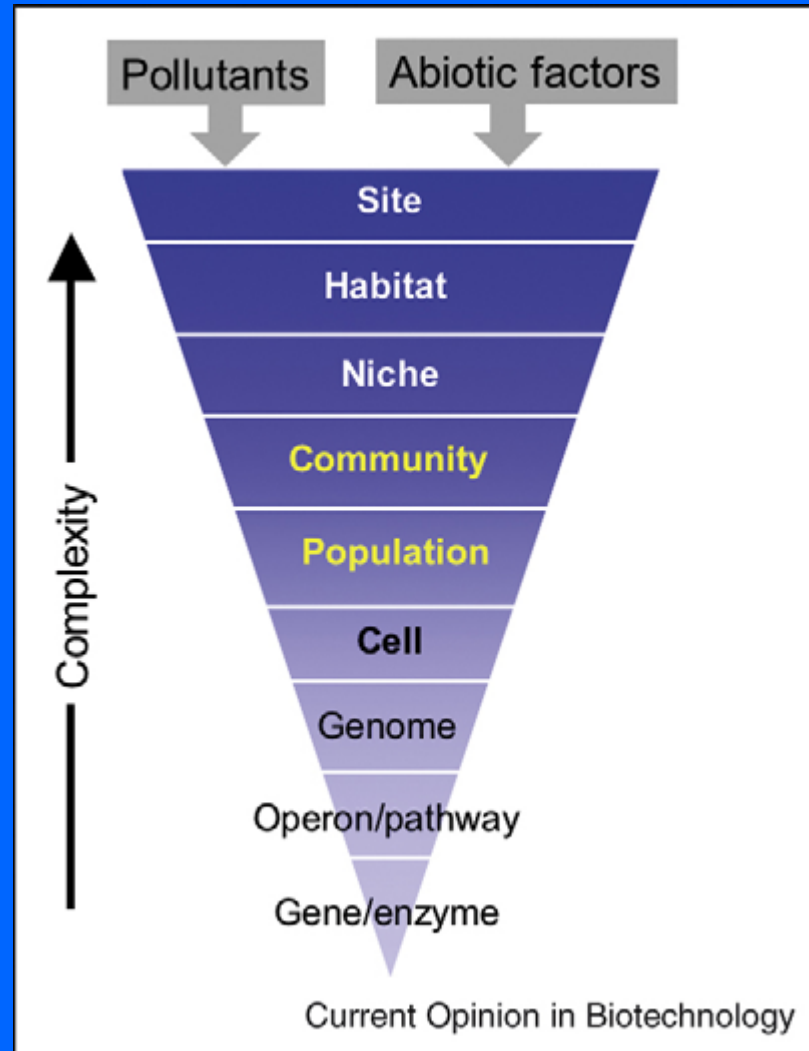 Pollutants
Abiotic factors
Site
Habitat
Niche
Community
Population
Cell
Genome
Operon/pathway
Gene/enzyme
Complexity
Current Opinion in Biotechnology